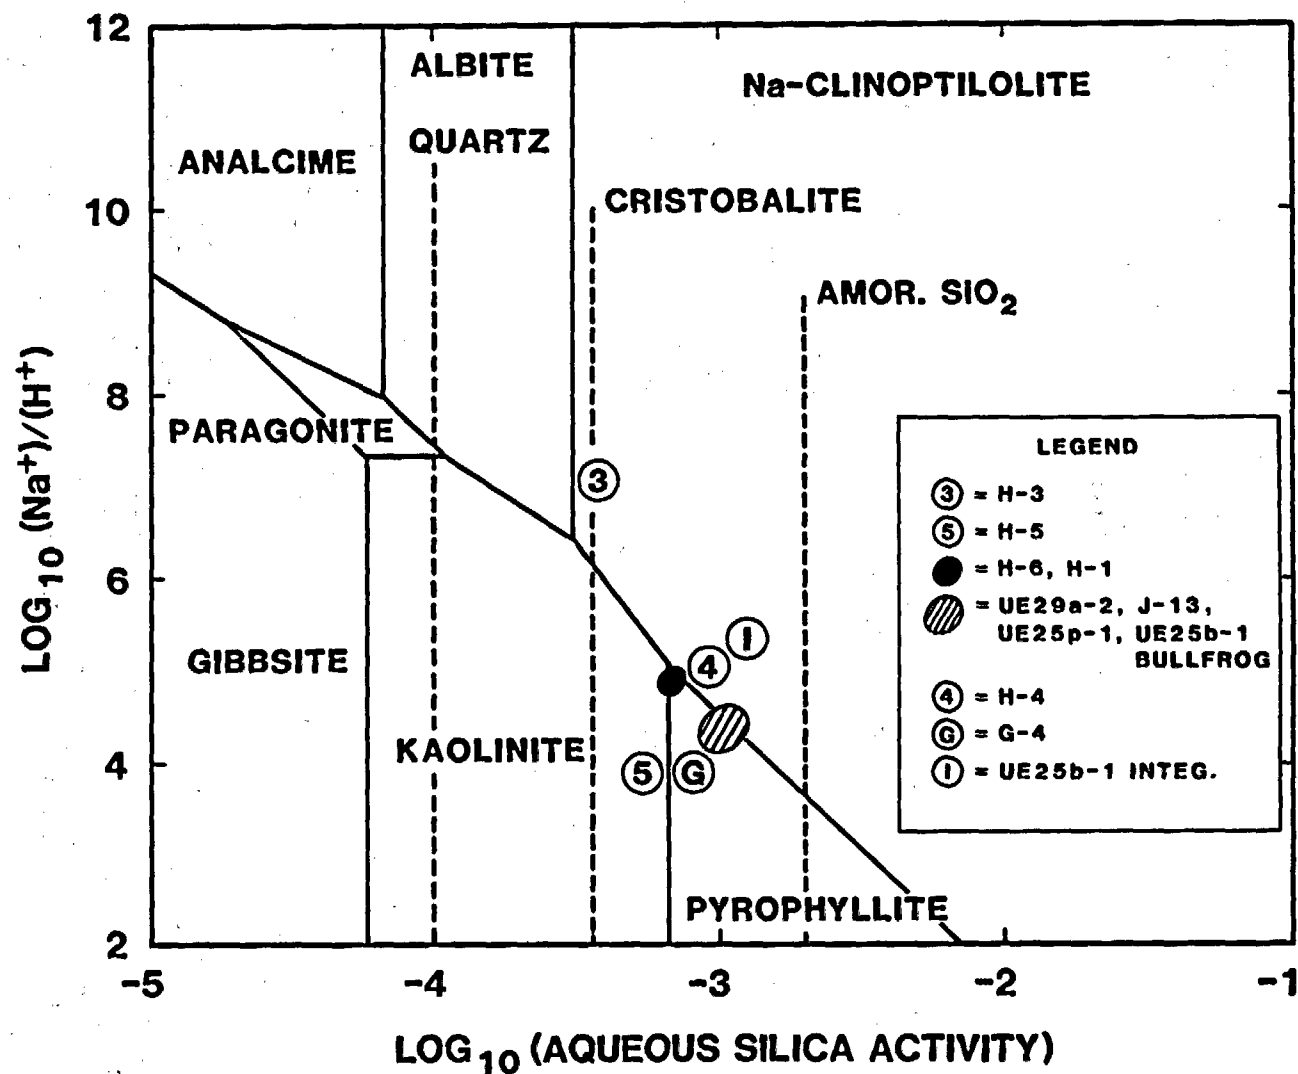 12
ALBITE
Na-CLINOPTILOLITE
QUARTZ
ANALCIME
CRISTOBALITE
10
AMOR. SIO₂
8
PARAGONITE
LEGEND
③ = H-3
⑤ = H-5
= H-6, H-1
= UE29a-2, J-13,
UE25p-1, UE25b-1
BULLFROG
④ = H-4
Ⓖ = G-4
Ⓘ = UE25b-1 INTEG.
③
6
GIBBSITE
④
Ⓘ
KAOLINITE
4
⑤
Ⓖ
PYROPHYLLITE
2
-5
-4
-3
-2
-1
LOG₁₀ (Na⁺)/(H⁺)
LOG₁₀ (AQUEOUS SILICA ACTIVITY)